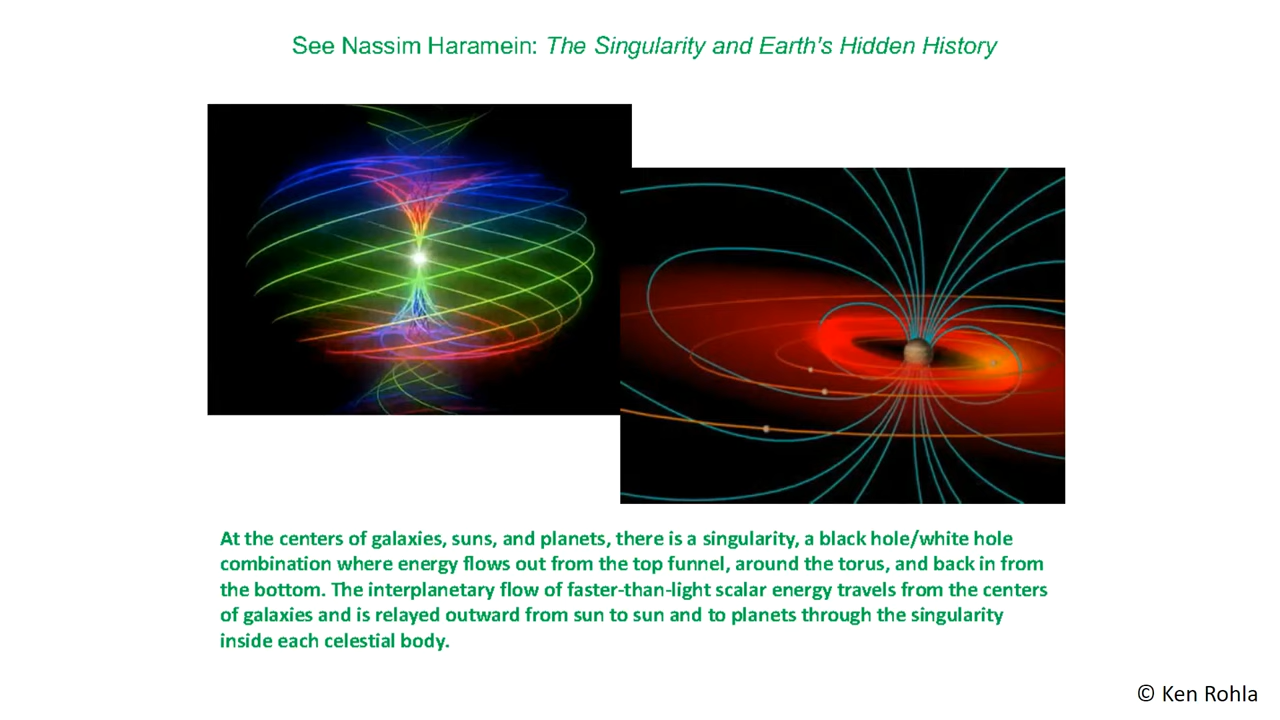 See Nassim Haramein: The Singularity and Earth's Hidden History
At the centers of galaxies, suns, and planets, there is a singularity, a black hole/white hole
combination where energy flows out from the top funnel, around the torus, and back in from
the bottom. The interplanetary flow of faster-than-light scalar energy travels from the centers
of galaxies and is relayed outward from sun to sun and to planets through the singularity
inside each celestial body.
© Ken Rohla